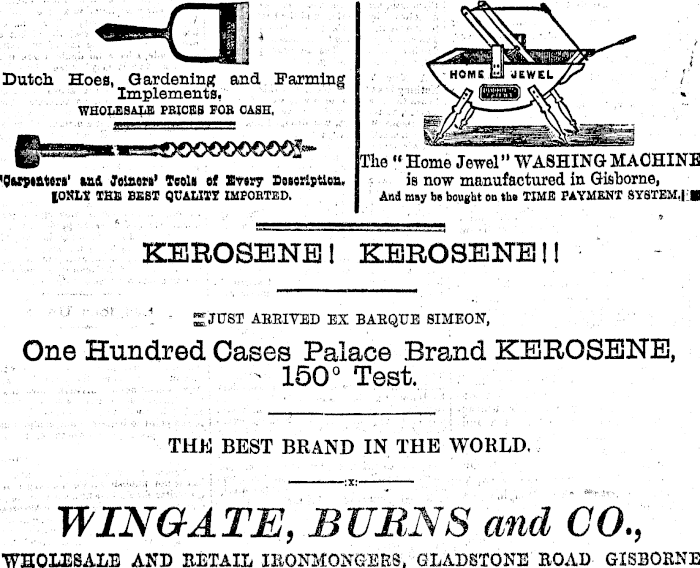 Dutch Hoes, Gardening and Farming
Implements,
WHOLESALE PRICES FOR CASH.
Carpenters' and Joiners' Tools of Every Description.
ONLY THE BEST QUALITY IMPORTED.
HOME JEWEL
The "Home Jewel" WASHING MACHINE
is now manufactured in Gisborne,
And may be bought on the TIME PAYMENT SYSTEM.
KEROSENE! KEROSENE!!
JUST ARRIVED EX BARQUE SIMEON,
One Hundred Cases Palace Brand KEROSENE,
150° Test.
THE BEST BRAND IN THE WORLD.
:x:
WINGATE, BURNS and CO.,
WHOLESALE AND RETAIL IRONMONGERS, GLADSTONE ROAD GISBORNE